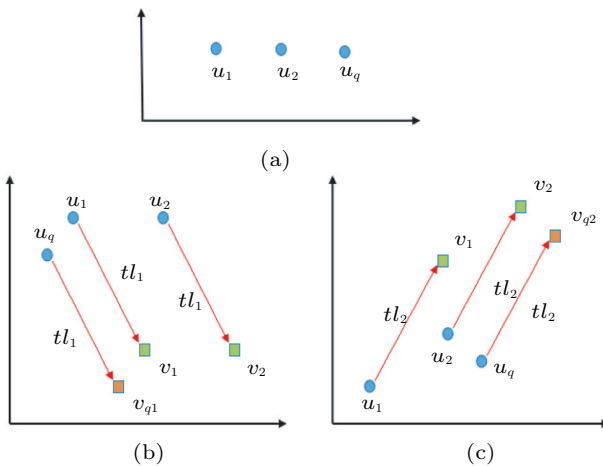 u1 u2 uq
(a)
u1 u2
uq
tl1
tl1 tl1
v1 v2
vq1
(b)
v2
vq2
v1
tl2
tl2 tl2
u2
uq
u1
(c)